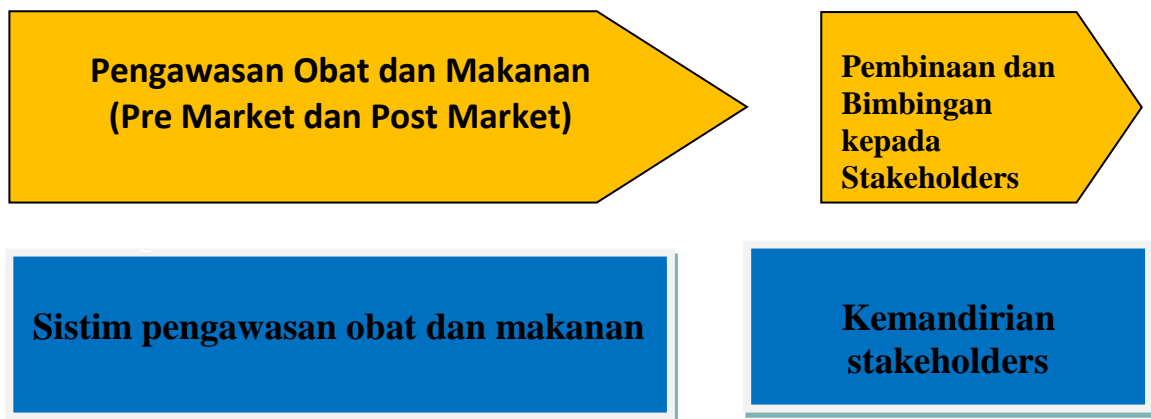 Pengawasan Obat dan Makanan
(Pre Market dan Post Market)
Pembinaan dan
Bimbingan
kepada
Stakeholders
Sistim pengawasan obat dan makanan
Kemandirian
stakeholders